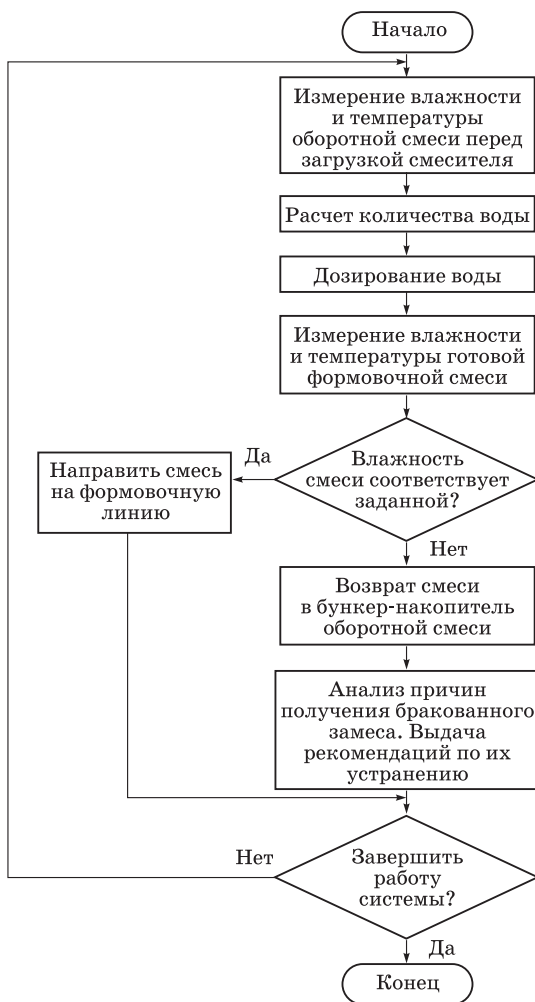 Начало
Измерение влажности
и температуры
оборотной смеси перед
загрузкой смесителя
Расчет количества воды
Дозирование воды
Измерение влажности
и температуры готовой
формовочной смеси
Влажность
смеси соответствует
заданной?
Да
Направить смесь
на формовочную
линию
Нет
Возврат смеси
в бункер-накопитель
оборотной смеси
Анализ причин
получения бракованного
замеса. Выдача
рекомендаций по их
устранению
Завершить
работу
системы?
Нет
Да
Конец